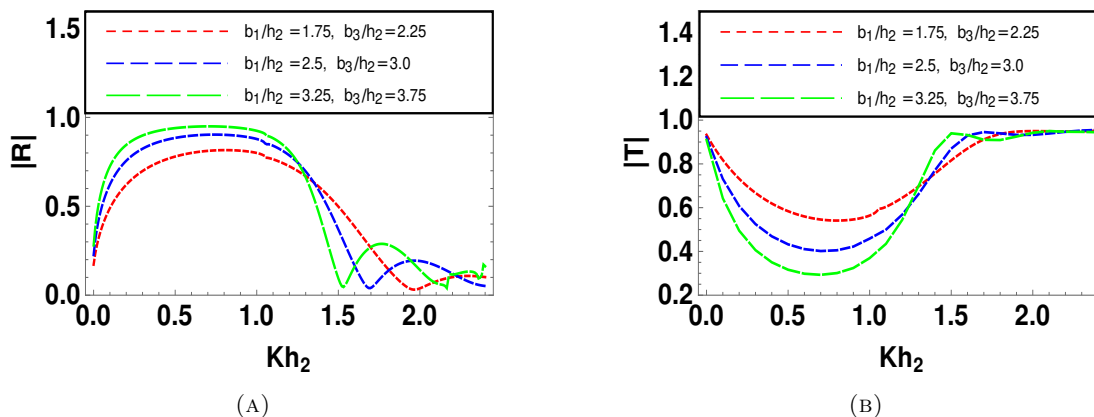 1.5
b1/h2 =1.75, b3/h2=2.25
b1/h2 =2.5, b3/h2=3.0
b1/h2 =3.25, b3/h2=3.75
1.0
|R|
0.5
0.0
0.0 0.5 1.0 1.5 2.0
Kh2
(A)
1.4
b1/h2 =1.75, b3/h2=2.25
b1/h2 =2.5, b3/h2=3.0
1.2
b1/h2 =3.25, b3/h2=3.75
1.0
|T|
0.8
0.6
0.4
0.2
0.0 0.5 1.0 1.5 2.0
Kh2
(B)